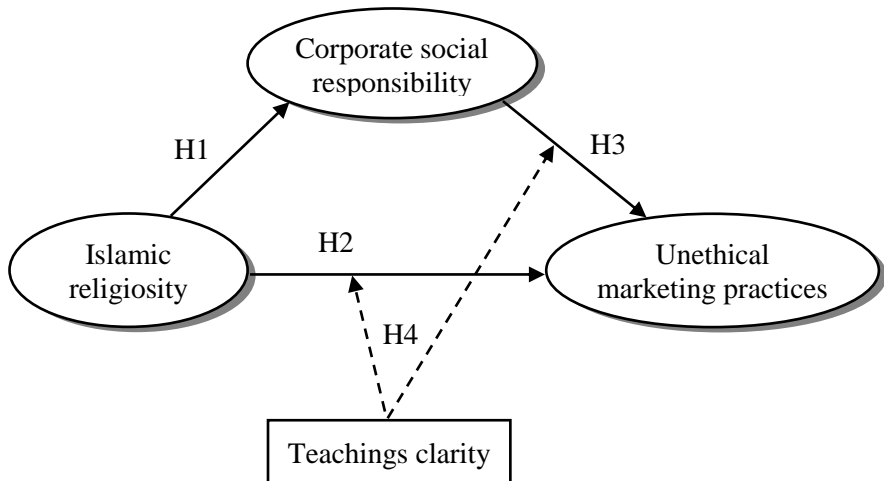 Corporate social
responsibility
H1
H3
Islamic
religiosity
H2
Unethical
marketing practices
H4
Teachings clarity